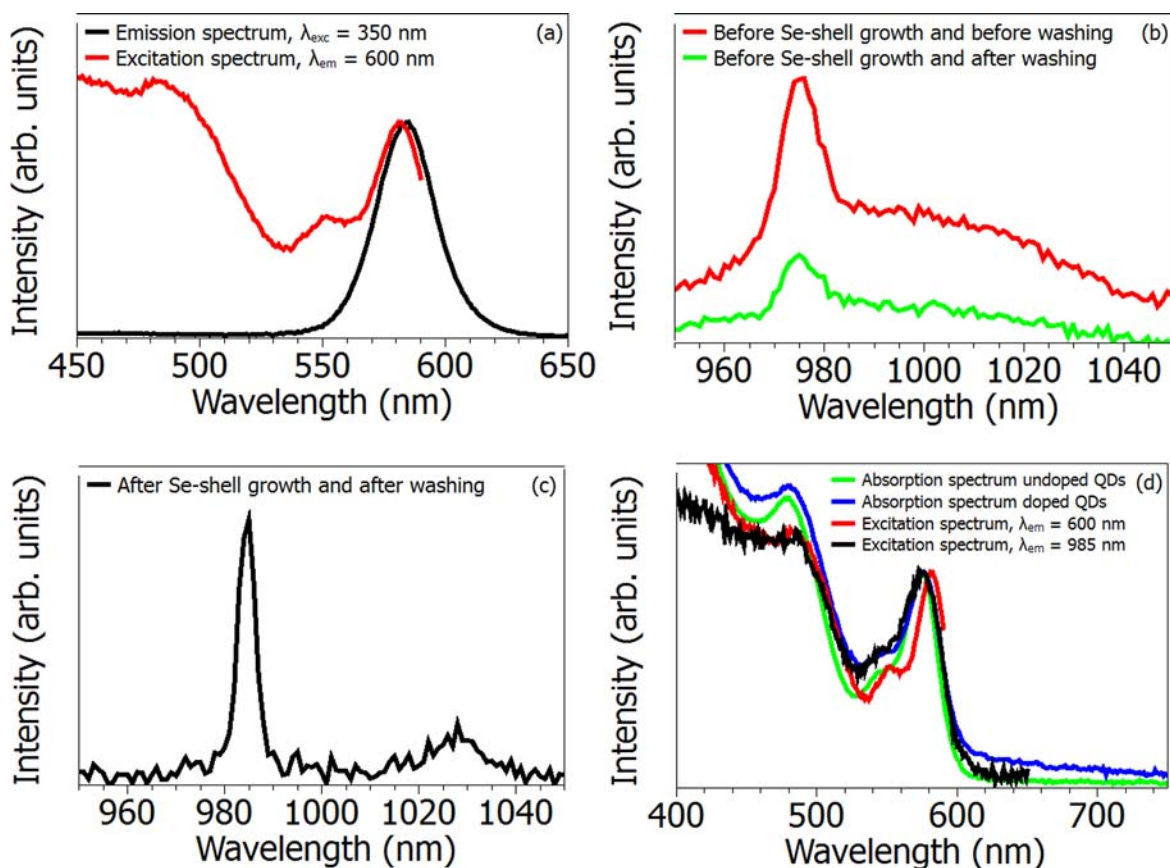 Emission spectrum, λexc = 350 nm
Excitation spectrum, λem = 600 nm
(a)
Intensity (arb. units)
450 500 550 600 650
Wavelength (nm)
Before Se-shell growth and before washing
Before Se-shell growth and after washing
(b)
Intensity (arb. units)
960 980 1000 1020 1040
Wavelength (nm)
After Se-shell growth and after washing
(c)
Intensity (arb. units)
960 980 1000 1020 1040
Wavelength (nm)
Absorption spectrum undoped QDs
Absorption spectrum doped QDs
Excitation spectrum, λem = 600 nm
Excitation spectrum, λem = 985 nm
(d)
Intensity (arb. units)
400 500 600 700
Wavelength (nm)